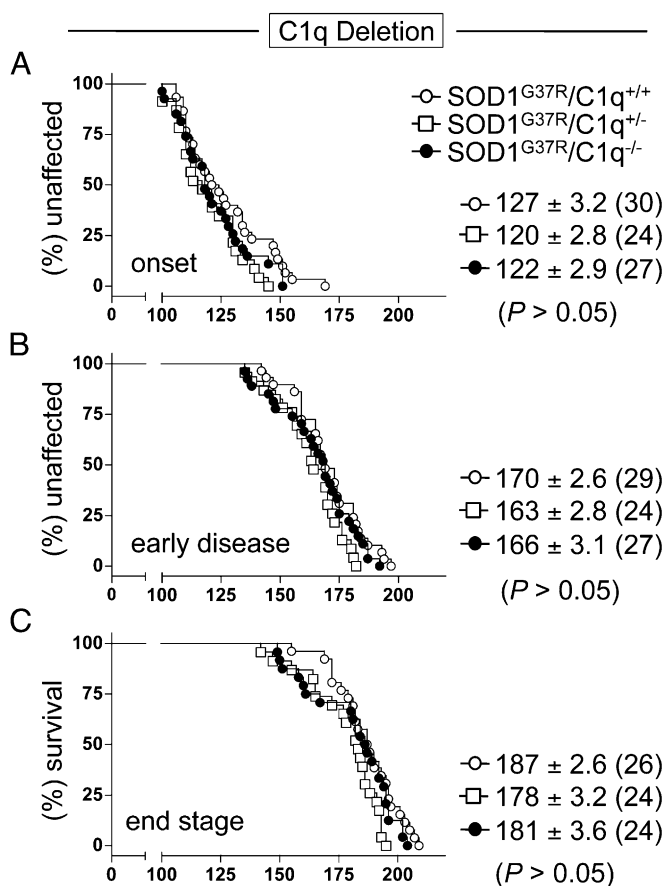 C1q Deletion
A
100
75
50
25
0
(%) unaffected
onset
0 100 125 150 175 200
SOD1G37R/C1q+/+
SOD1G37R/C1q+/-
SOD1G37R/C1q-/-
127 ± 3.2 (30)
120 ± 2.8 (24)
122 ± 2.9 (27)
(P > 0.05)
B
100
75
50
25
0
(%) unaffected
early disease
0 100 125 150 175 200
170 ± 2.6 (29)
163 ± 2.8 (24)
166 ± 3.1 (27)
(P > 0.05)
C
100
75
50
25
0
(%) survival
end stage
0 100 125 150 175 200
187 ± 2.6 (26)
178 ± 3.2 (24)
181 ± 3.6 (24)
(P > 0.05)